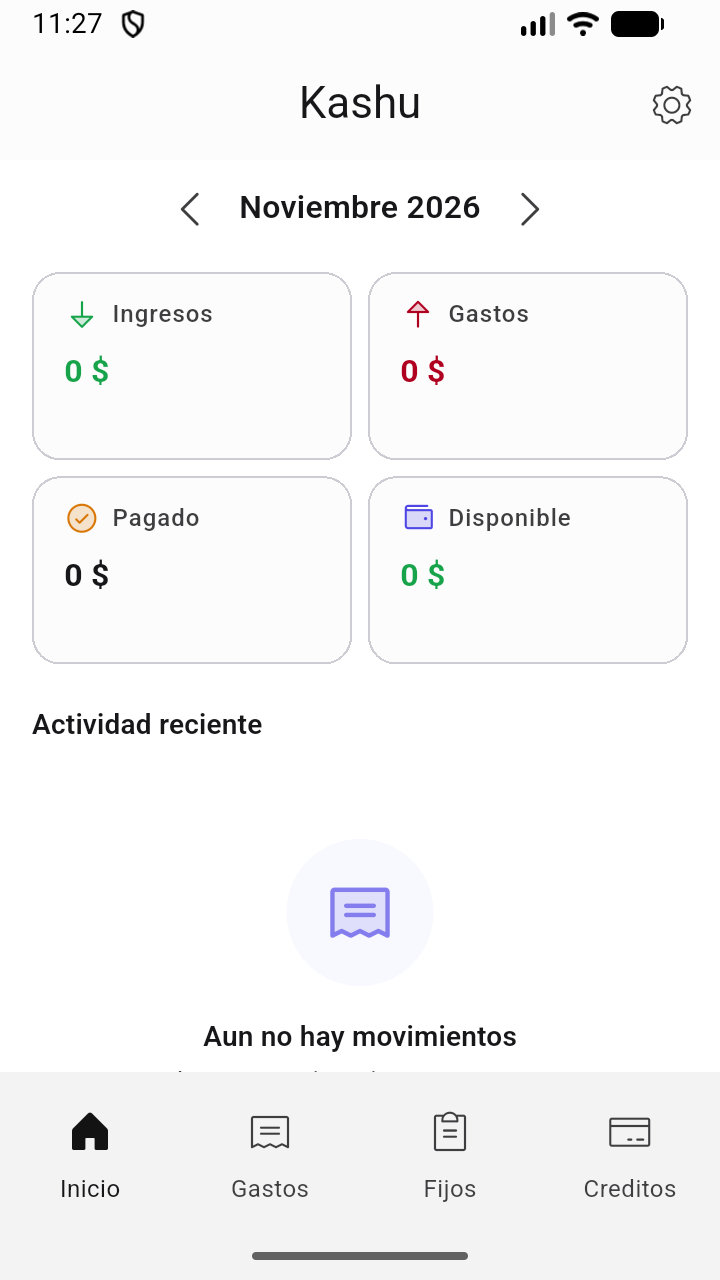 11:27
Kashu
Noviembre 2026
Ingresos
0 $
Gastos
0 $
Pagado
0 $
Disponible
0 $
Actividad reciente
Aun no hay movimientos
Inicio
Gastos
Fijos
Creditos